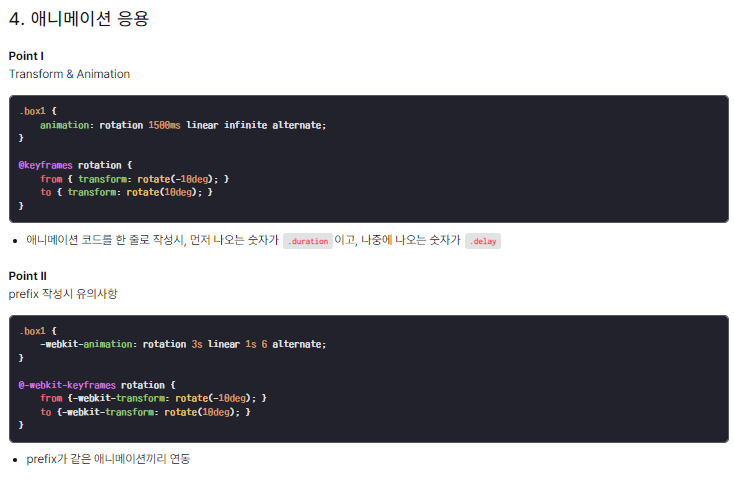 4. 애니메이션 응용
Point I
Transform & Animation
.box1 {
    animation: rotation 1500ms linear infinite alternate;
}
@keyframes rotation {
    from { transform: rotate(-10deg); }
    to { transform: rotate(10deg); }
}
• 애니메이션 코드를 한 줄로 작성시, 먼저 나오는 숫자가 .duration 이고, 나중에 나오는 숫자가 .delay
Point II
prefix 작성시 유의사항
.box1 {
    -webkit-animation: rotation 3s linear 1s 6 alternate;
}
@-webkit-keyframes rotation {
    from {-webkit-transform: rotate(-10deg); }
    to {-webkit-transform: rotate(10deg); }
}
• prefix가 같은 애니메이션끼리 연동